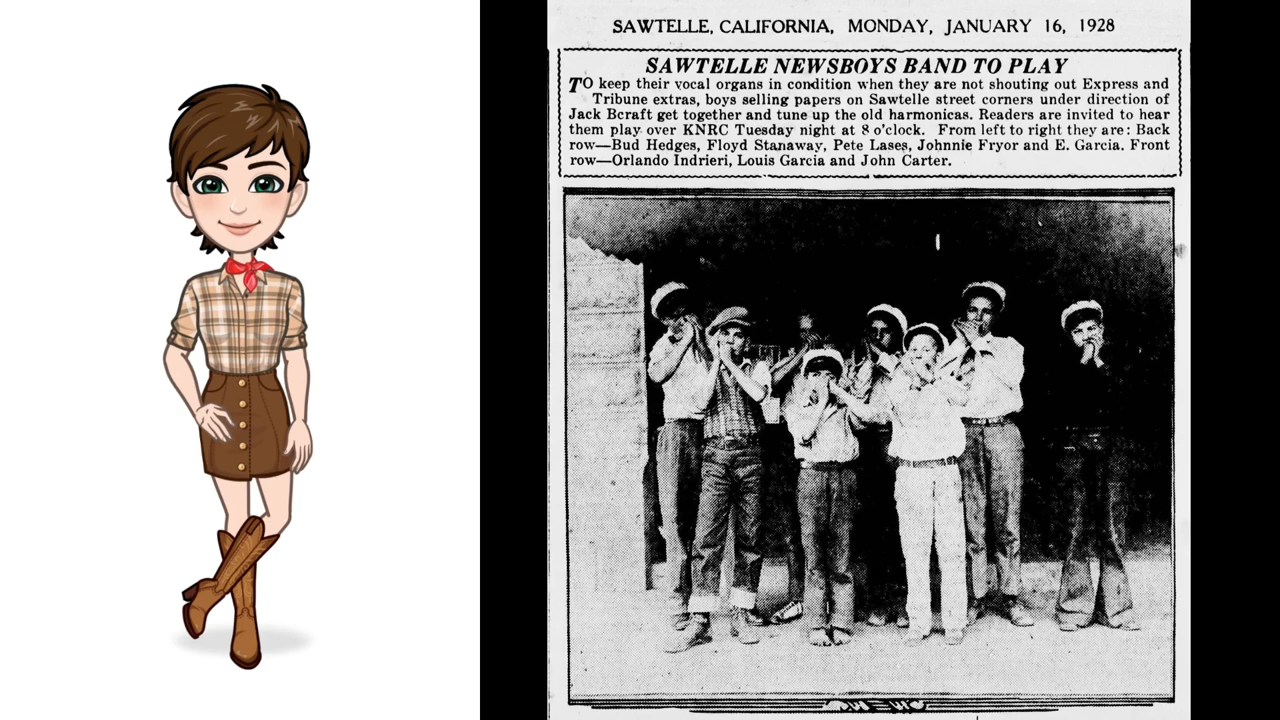 SAWTELLE, CALIFORNIA, MONDAY, JANUARY 16, 1928
SAWTELLE NEWSBOYS BAND TO PLAY
TO keep their vocal organs in condition when they are not shouting out Express and
Tribune extras, boys selling papers on Sawtelle street corners under direction of
Jack Bcraft get together and tune up the old harmonicas. Readers are invited to hear
them play over KNRC Tuesday night at 8 o'clock. From left to right they are: Back
row—Bud Hedges, Floyd Stanaway, Pete Lases, Johnnie Fryor and E. Garcia. Front
row—Orlando Indrieri, Louis Garcia and John Carter.